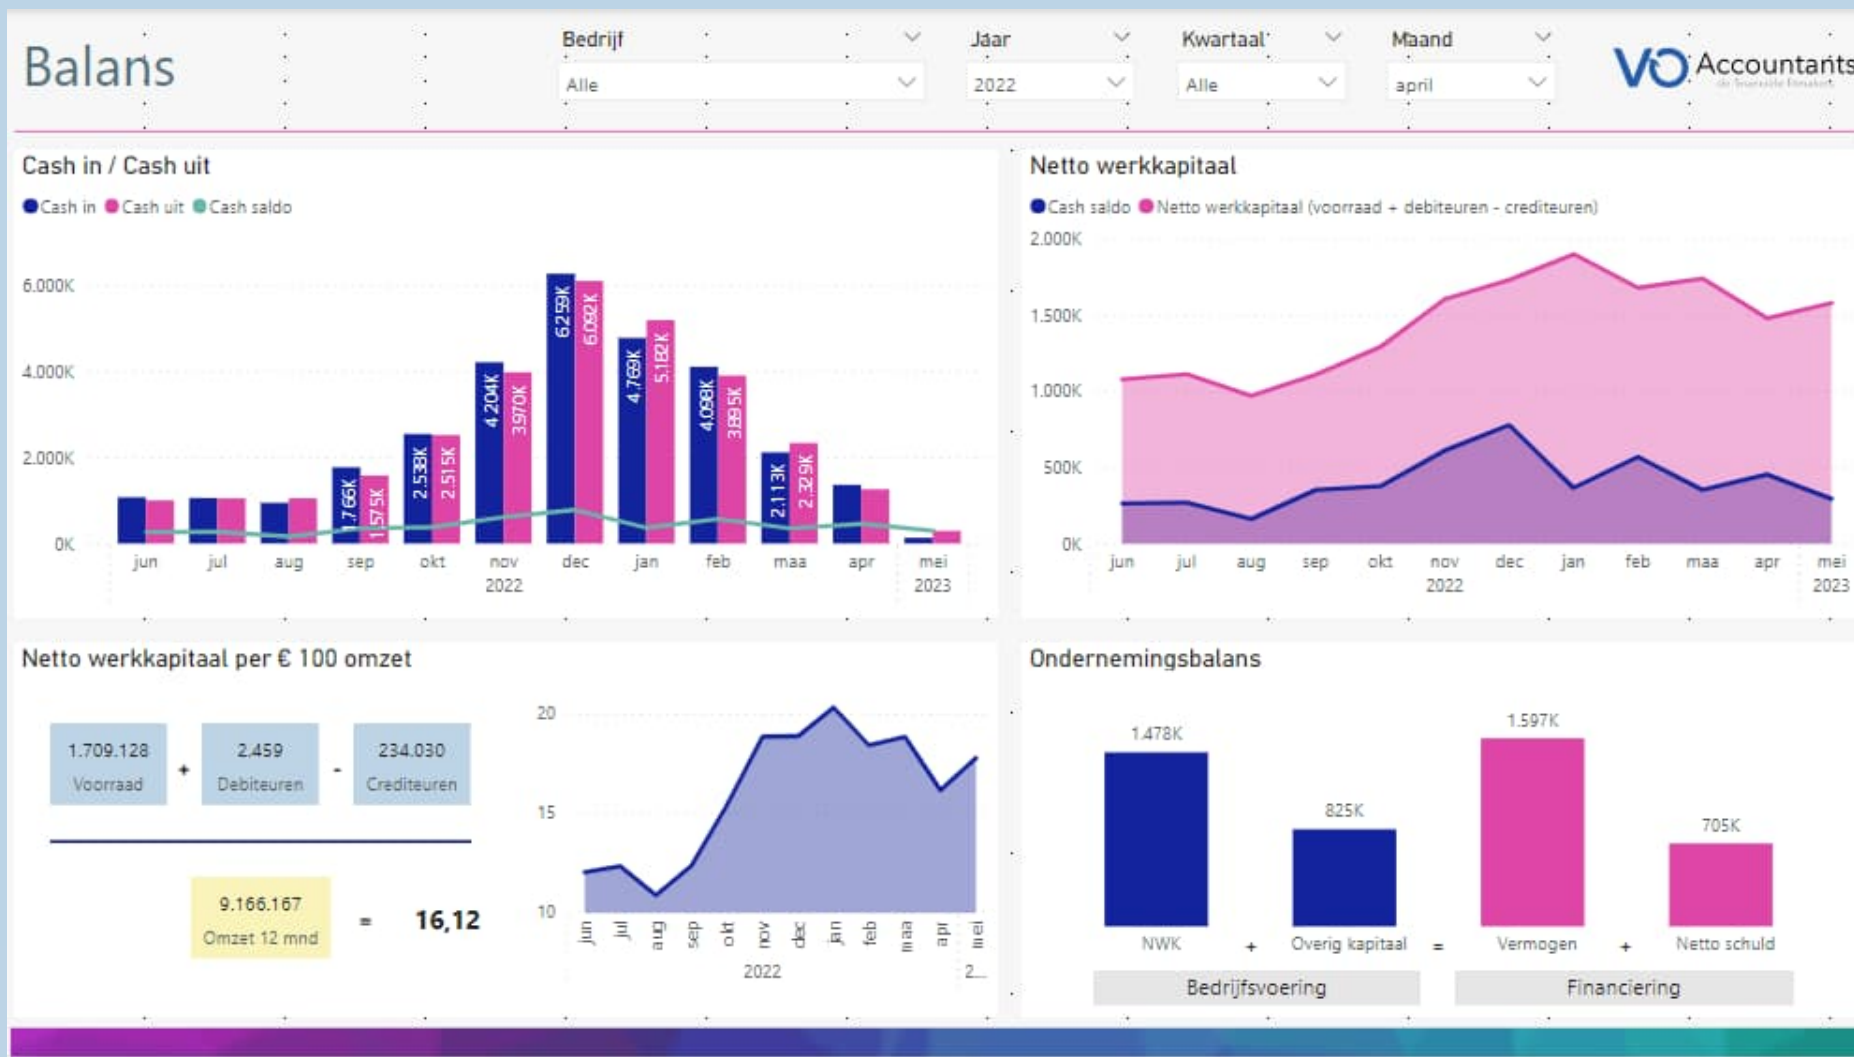 Balans
Bedrijf
Alle
Jaar
2022
Kwartaal
Alle
Maand
april
VO Accountants
Cash in / Cash uit
Cash in Cash uit Cash saldo
6.000K
4.000K
2.000K
0K
1.766K
1.575K
2.538K
2.515K
4.204K
3.970K
6.259K
6.092K
4.769K
5.182K
4.098K
3.895K
2.113K
2.329K
jun jul aug sep okt nov dec jan feb maa apr mei
2022 2023
Netto werkkapitaal
Cash saldo Netto werkkapitaal (voorraad + debiteuren - crediteuren)
2.000K
1.500K
1.000K
500K
0K
jun jul aug sep okt nov dec jan feb maa apr mei
2022 2023
Netto werkkapitaal per € 100 omzet
1.709.128
Voorraad
+
2.459
Debiteuren
-
234.030
Crediteuren
9.166.167
Omzet 12 mnd
=
16,12
20
15
10
jun jul aug sep okt nov dec jan feb maa apr mei
2022 2...
Ondernemingsbalans
1.478K
825K
1.597K
705K
NWK + Overig kapitaal = Vermogen + Netto schuld
Bedrijfsvoering Financiering